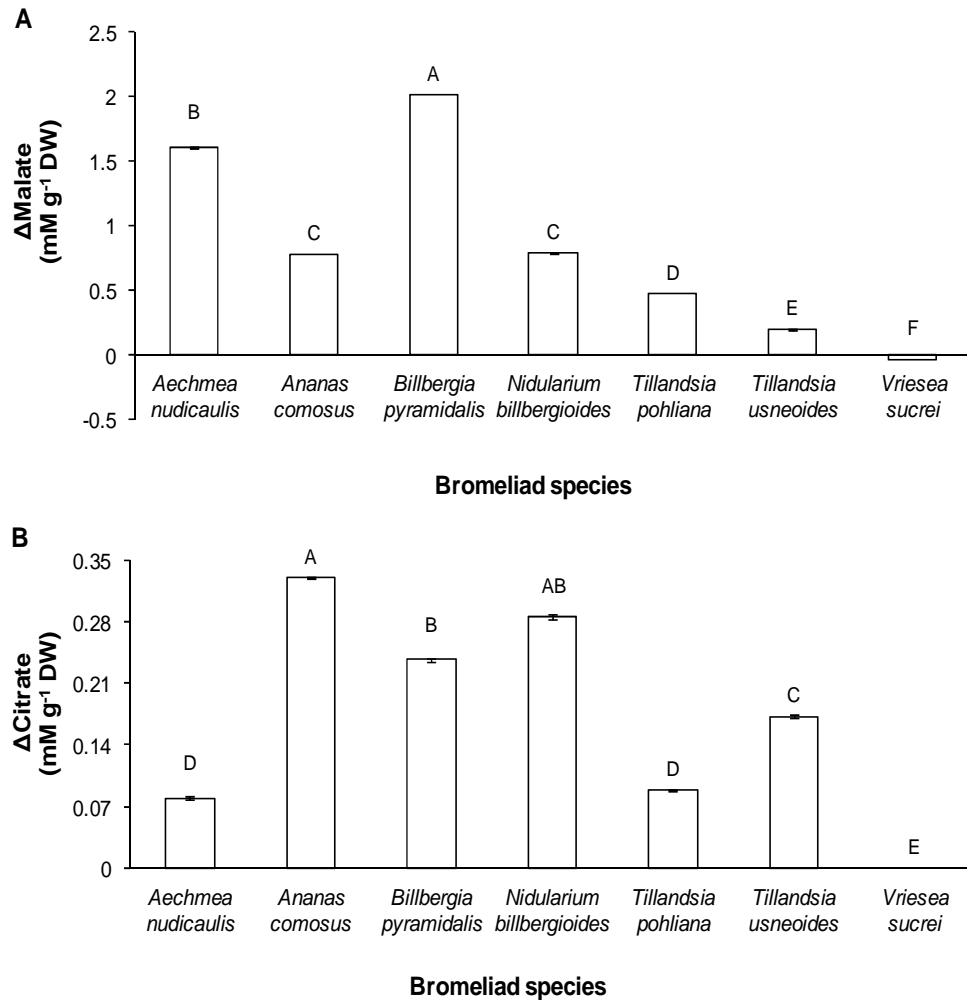 A
ΔMalate
(mM g⁻¹ DW)
2.5
2
1.5
1
0.5
0
-0.5
B
C
A
C
D
E
F
Aechmea nudicaulis
Ananas comosus
Billbergia pyramidalis
Nidularium billbergioides
Tillandsia pohliana
Tillandsia usneoides
Vriesea sucrei
Bromeliad species
B
ΔCitrate
(mM g⁻¹ DW)
0.35
0.28
0.21
0.14
0.07
0
D
A
B
AB
D
C
E
Aechmea nudicaulis
Ananas comosus
Billbergia pyramidalis
Nidularium billbergioides
Tillandsia pohliana
Tillandsia usneoides
Vriesea sucrei
Bromeliad species